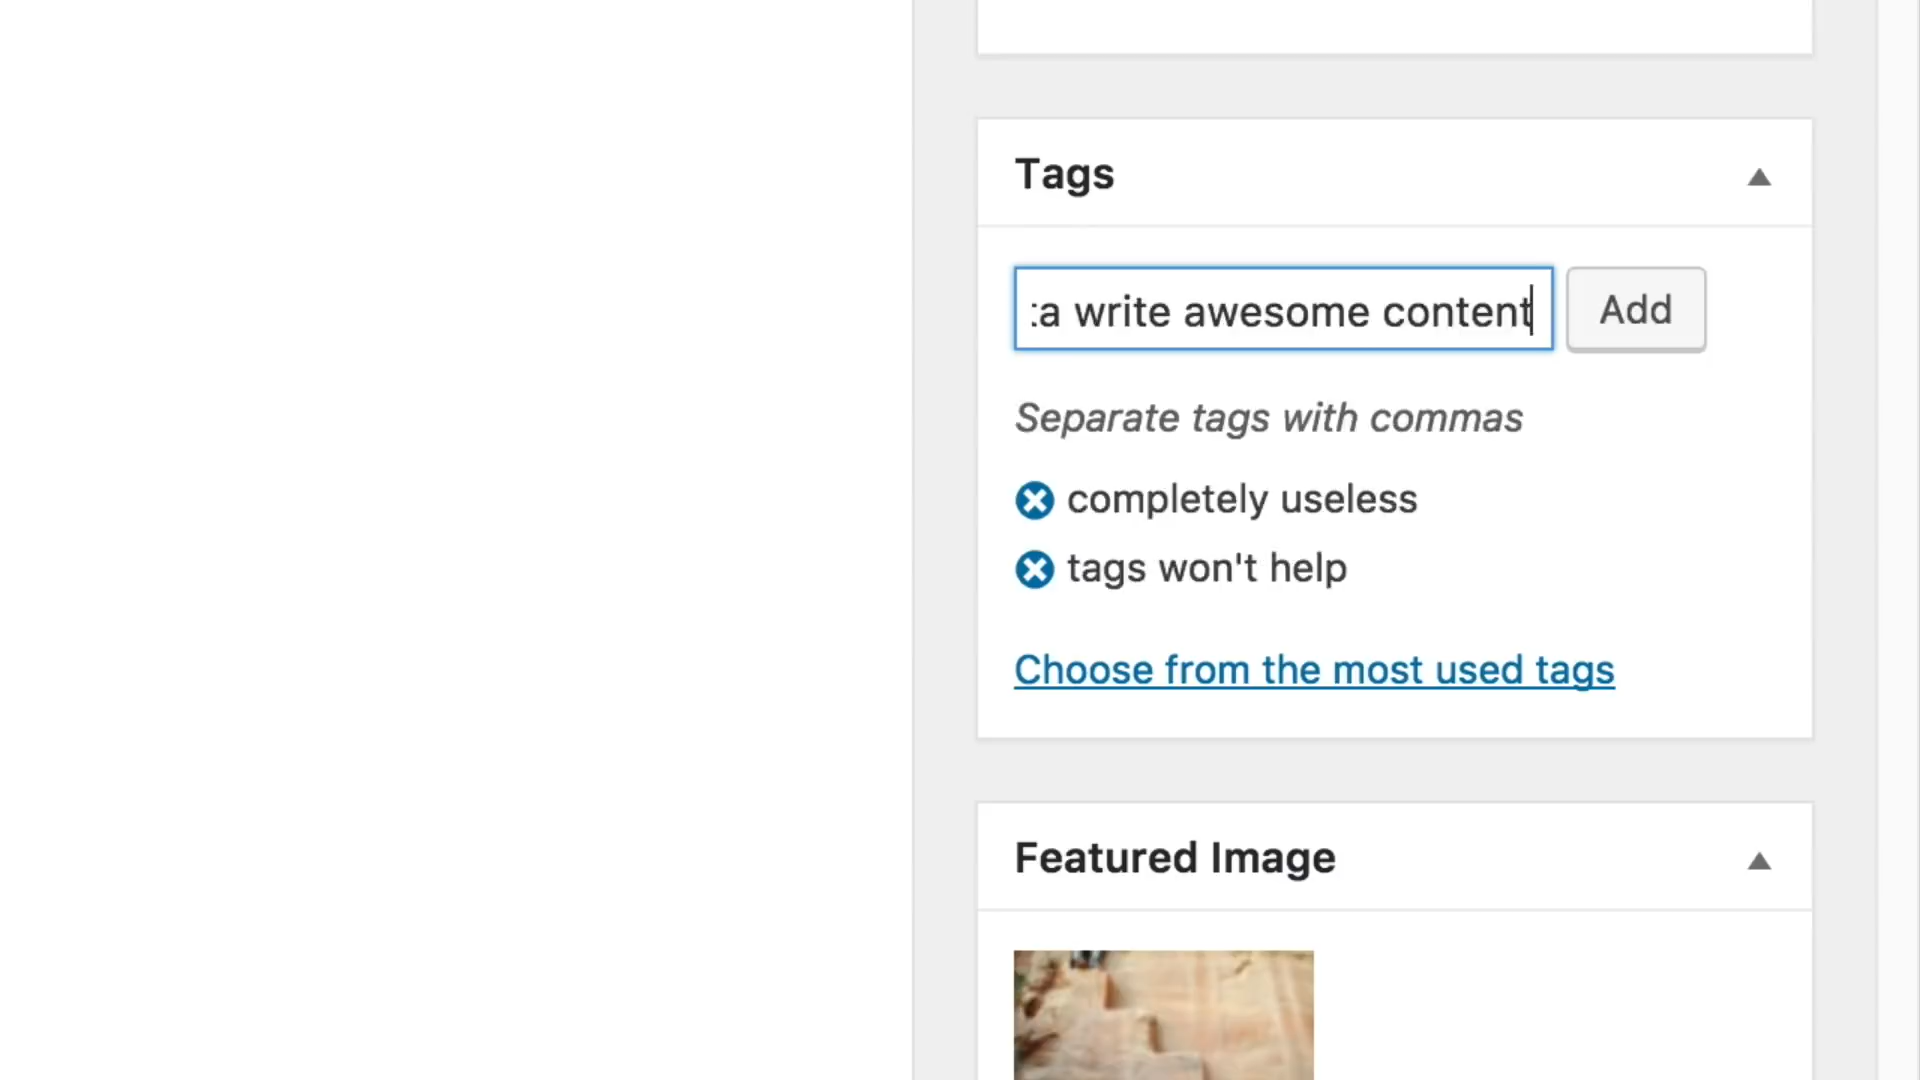 Tags
write awesome content
Add
Separate tags with commas
completely useless
tags won't help
Choose from the most used tags
Featured Image